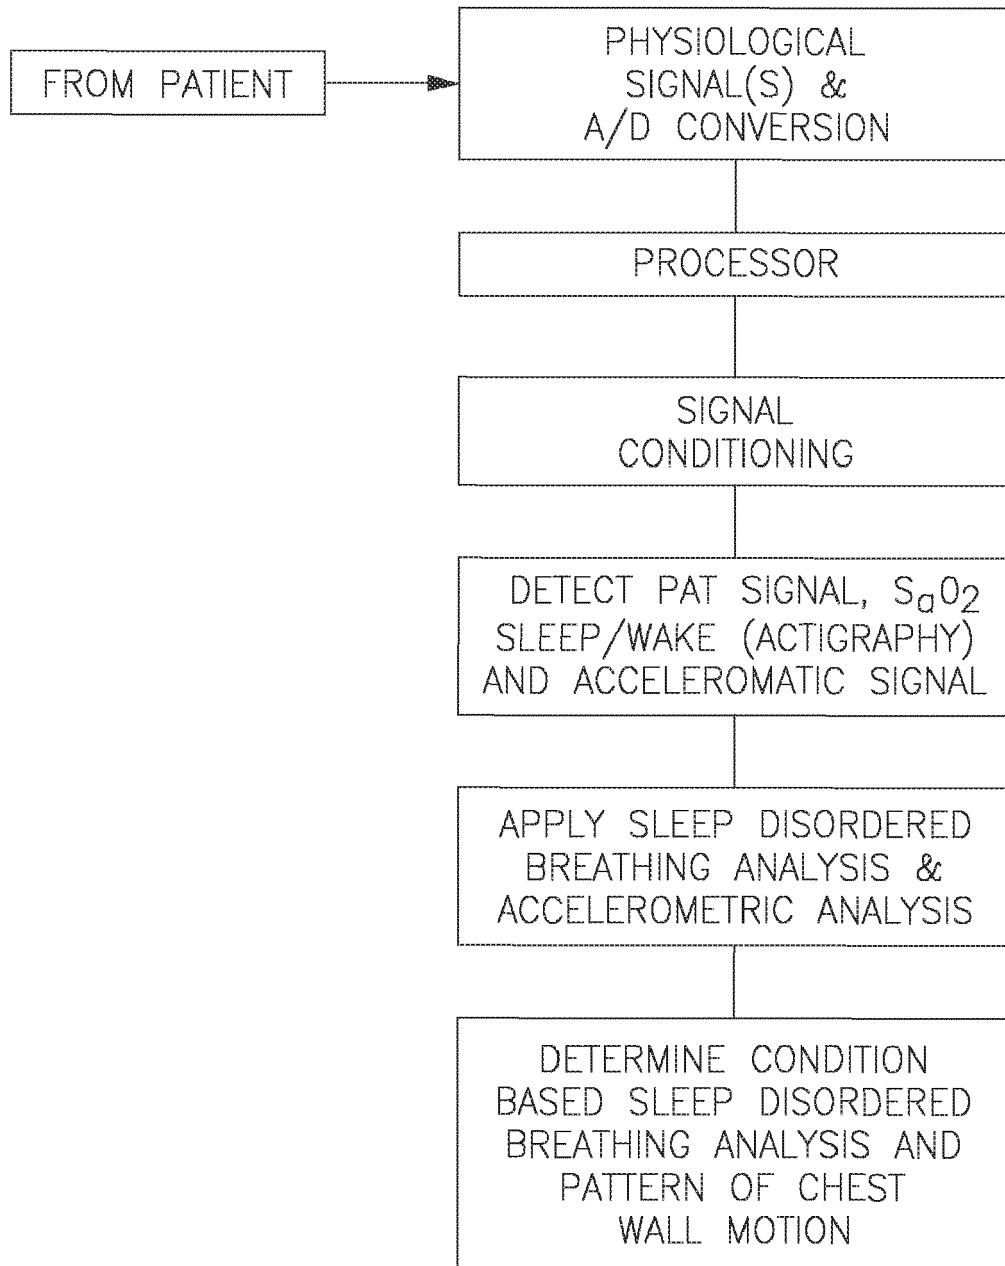 FROM PATIENT
PHYSIOLOGICAL
SIGNAL(S) &
A/D CONVERSION
PROCESSOR
SIGNAL
CONDITIONING
DETECT PAT SIGNAL, SaO2
SLEEP/WAKE (ACTIGRAPHY)
AND ACCELEROMATIC SIGNAL
APPLY SLEEP DISORDERED
BREATHING ANALYSIS &
ACCELEROMETRIC ANALYSIS
DETERMINE CONDITION
BASED SLEEP DISORDERED
BREATHING ANALYSIS AND
PATTERN OF CHEST
WALL MOTION